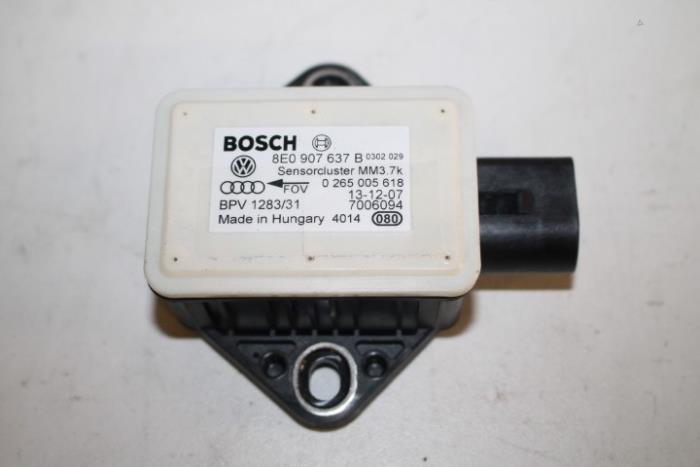 BOSCH
8E0 907 637 B 0302 029
Sensorcluster MM3.7k
FOV 0 265 005 618
BPV 1283/31 13-12-07
7006094
Made in Hungary 4014 080